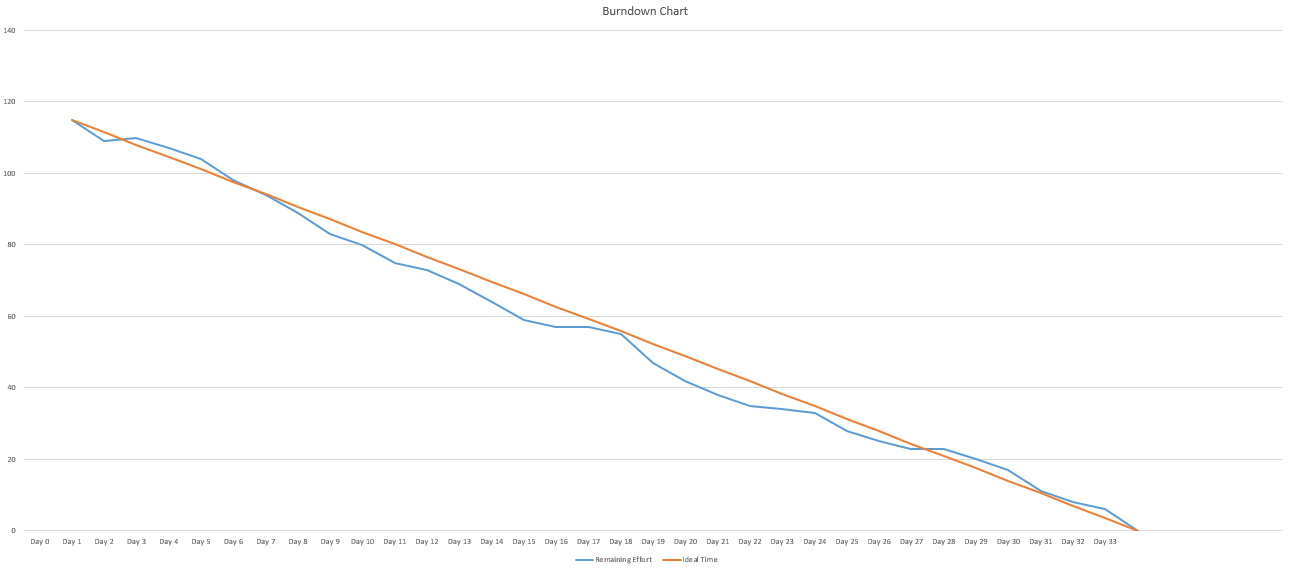 Burndown Chart
140
120
100
80
60
40
20
0
Day 0 Day 1 Day 2 Day 3 Day 4 Day 5 Day 6 Day 7 Day 8 Day 9 Day 10 Day 11 Day 12 Day 13 Day 14 Day 15 Day 16 Day 17 Day 18 Day 19 Day 20 Day 21 Day 22 Day 23 Day 24 Day 25 Day 26 Day 27 Day 28 Day 29 Day 30 Day 31 Day 32 Day 33
Remaining Effort Ideal Time